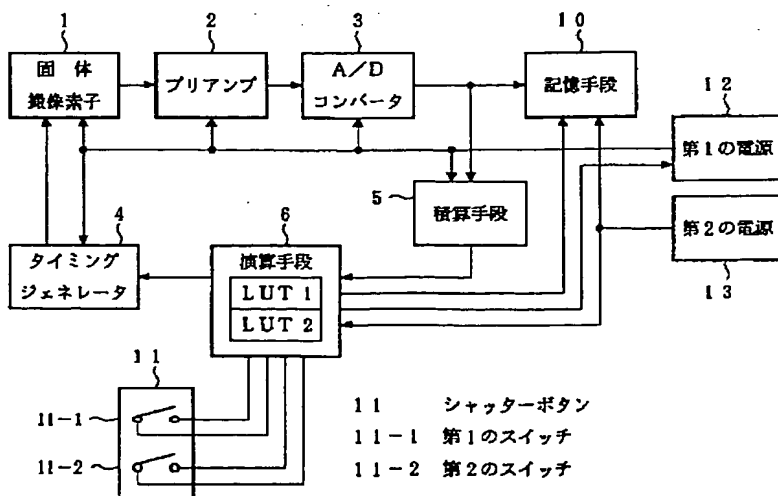 1
2
3
10
固体
撮像素子
プリアンプ
A/D
コンバータ
記憶手段
12
第1の電源
5
積算手段
第2の電源
13
4
タイミング
ジェネレータ
6
演算手段
LUT1
LUT2
11
11-1
11-2
11 シャッターボタン
11-1 第1のスイッチ
11-2 第2のスイッチ